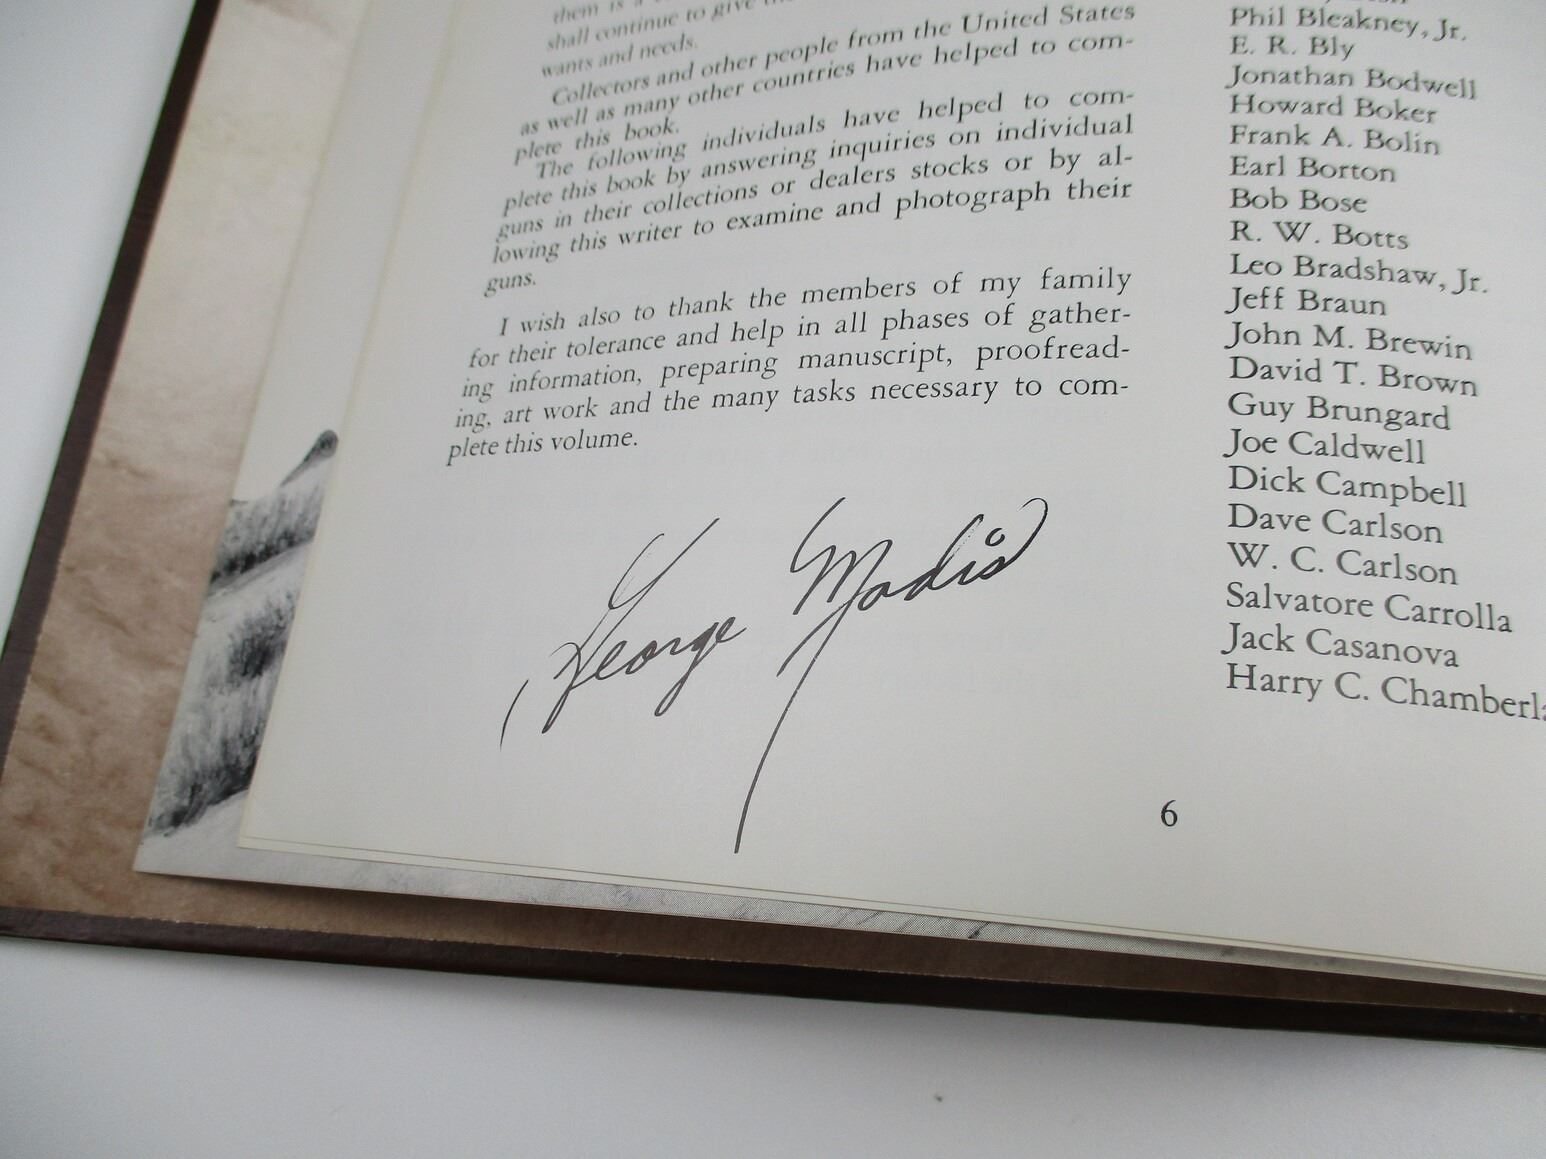 them is a
shall continue to give
wants and needs.
Collectors and other people from the United States
as well as many other countries have helped to com-
plete this book.
The following individuals have helped to com-
plete this book by answering inquiries on individual
guns in their collections or dealers stocks or by al-
lowing this writer to examine and photograph their
guns.
I wish also to thank the members of my family
for their tolerance and help in all phases of gather-
ing information, preparing manuscript, proofread-
ing, art work and the many tasks necessary to com-
plete this volume.
George Madis
Phil Bleakney, Jr.
E. R. Bly
Jonathan Bodwell
Howard Boker
Frank A. Bolin
Earl Borton
Bob Bose
R. W. Botts
Leo Bradshaw, Jr.
Jeff Braun
John M. Brewin
David T. Brown
Guy Brungard
Joe Caldwell
Dick Campbell
Dave Carlson
W. C. Carlson
Salvatore Carrolla
Jack Casanova
Harry C. Chamberla
6